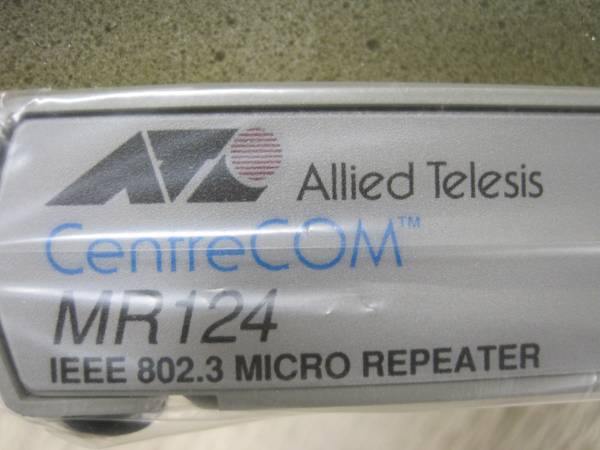 Allied Telesis
CentreCOM™
MR124
IEEE 802.3 MICRO REPEATER